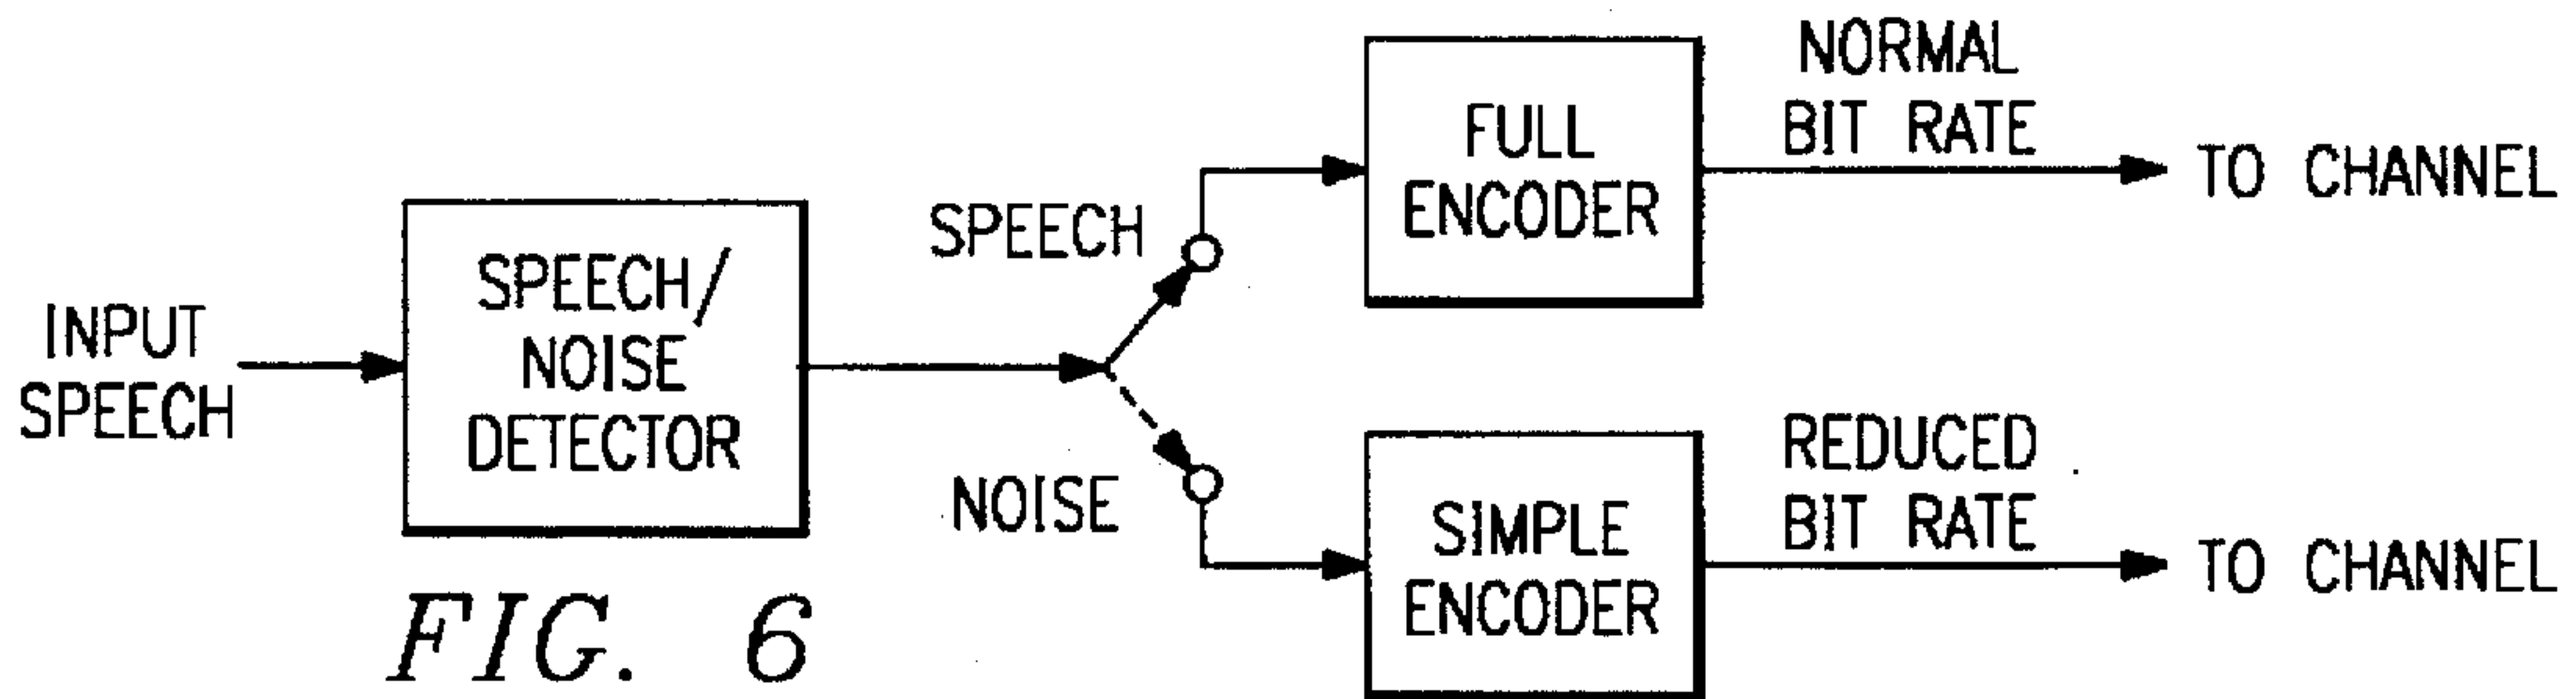 INPUT
SPEECH
SPEECH/
NOISE
DETECTOR
SPEECH
NOISE
FULL
ENCODER
NORMAL
BIT RATE
TO CHANNEL
SIMPLE
ENCODER
REDUCED
BIT RATE
TO CHANNEL
FIG. 6